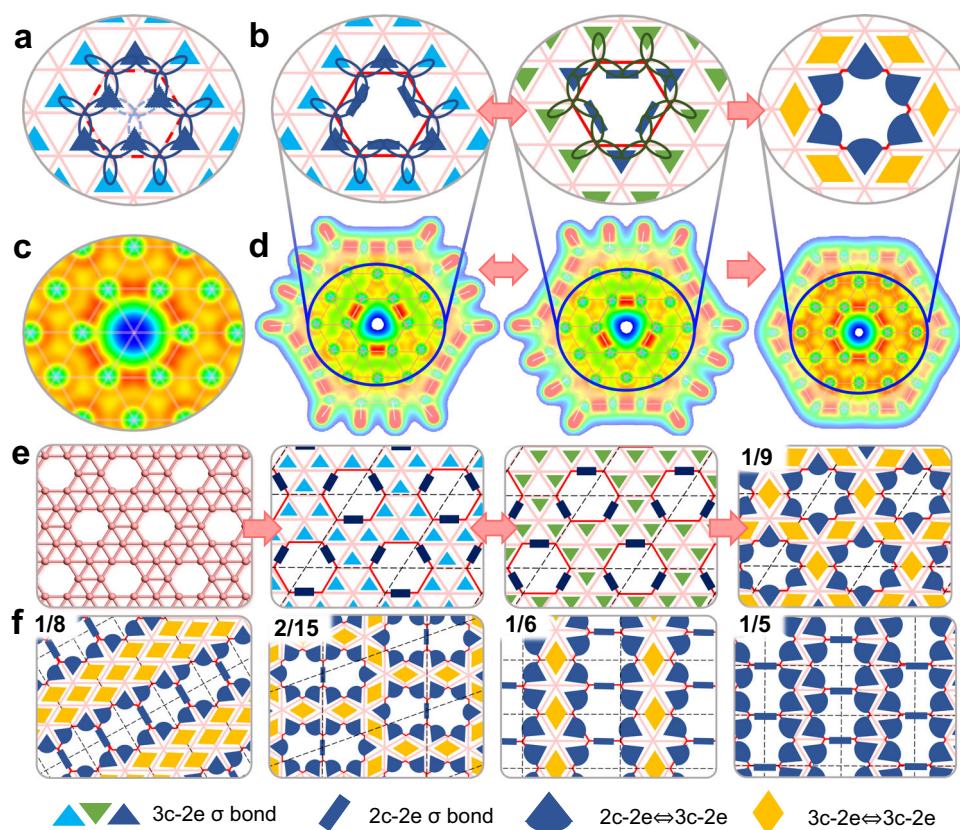 a
b
c
d
e
1/9
f
1/8
2/15
1/6
1/5
3c-2e σ bond
2c-2e σ bond
2c-2e⇔3c-2e
3c-2e⇔3c-2e